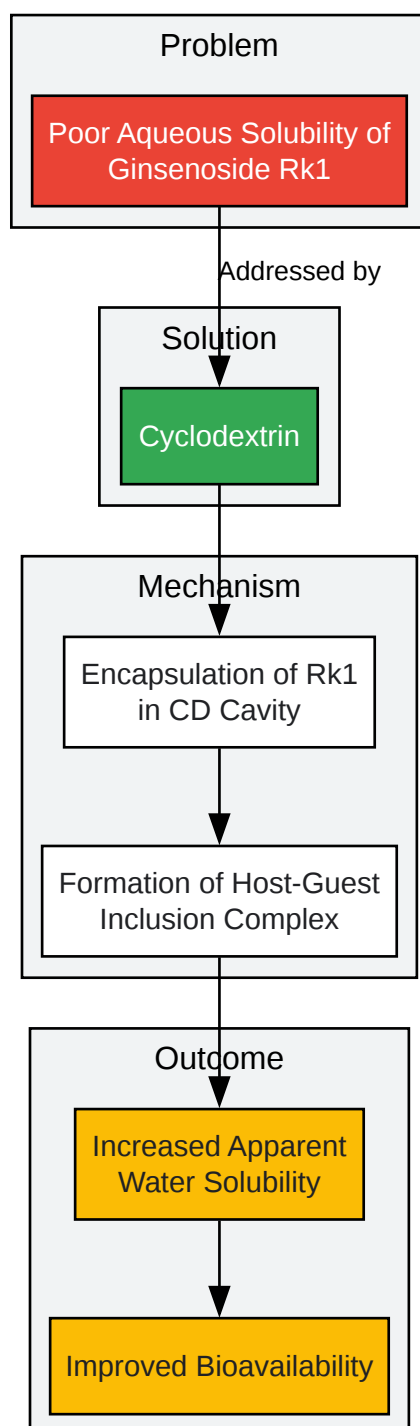 Problem
Poor Aqueous Solubility of
Ginsenoside Rk1
Addressed by
Solution
Cyclodextrin
Mechanism
Encapsulation of Rk1
in CD Cavity
Formation of Host-Guest
Inclusion Complex
Outcome
Increased Apparent
Water Solubility
Improved Bioavailability